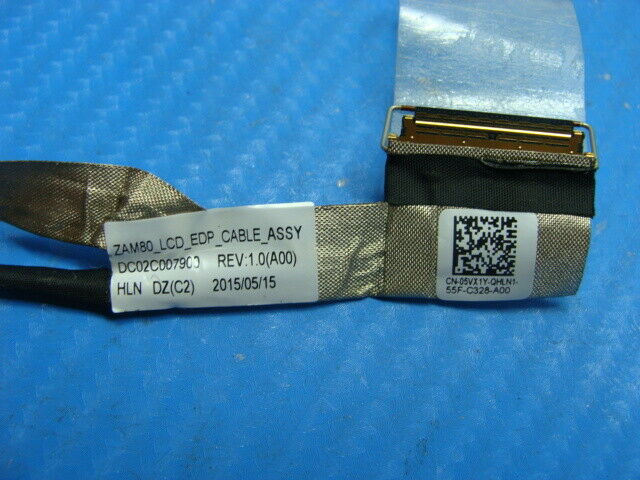 ZAM80_LCD_EDP_CABLE_ASSY
DC02C007900 REV:1.0(A00)
HLN DZ(C2) 2015/05/15
CN-05VX1Y-QHLN1-
55F-C328-A00